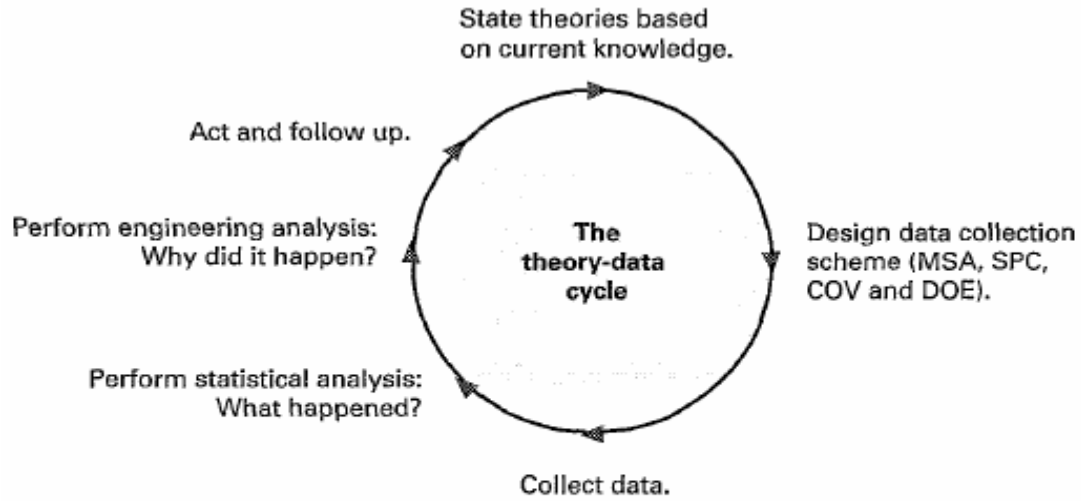 State theories based
on current knowledge.
Act and follow up.
Perform engineering analysis:
Why did it happen?
The
theory-data
cycle
Design data collection
scheme (MSA, SPC,
COV and DOE).
Perform statistical analysis:
What happened?
Collect data.